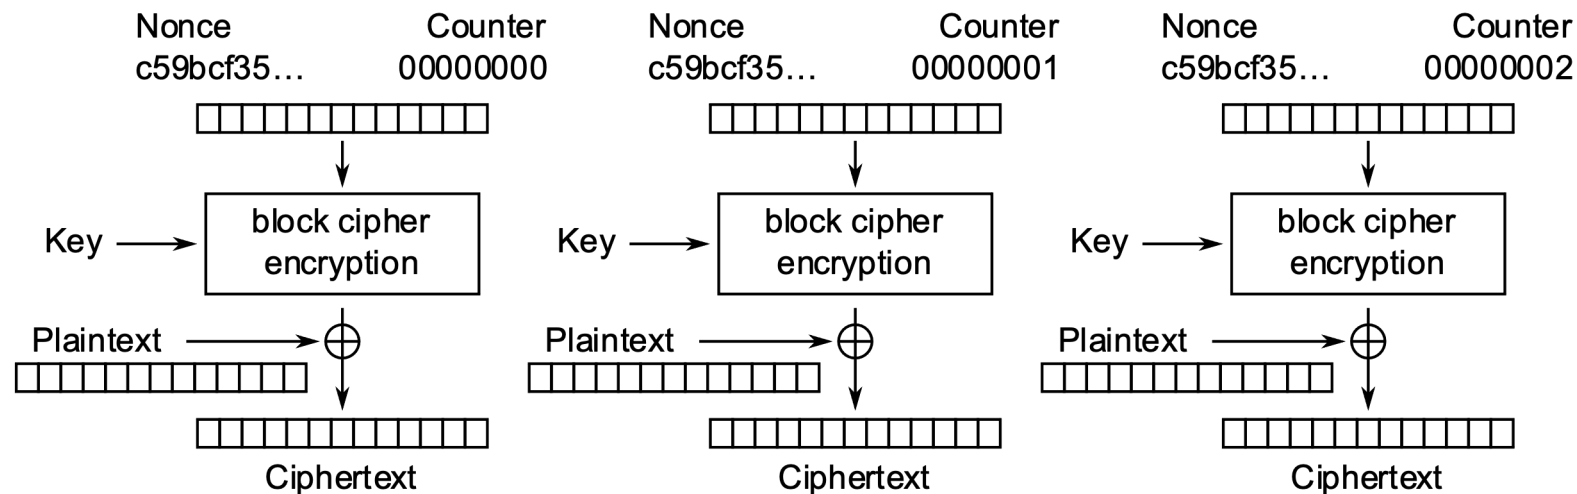 Nonce Counter Nonce Counter Nonce Counter
c59bcf35... 00000000 c59bcf35... 00000001 c59bcf35... 00000002
block cipher block cipher block cipher
Key Key Key
encryption encryption encryption
Plaintext Plaintext Plaintext
Ciphertext Ciphertext Ciphertext